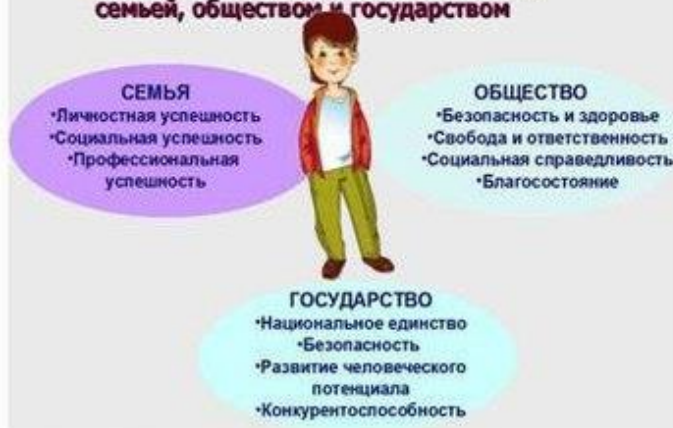 семьей, обществом и государством
СЕМЬЯ
•Личностная успешность
•Социальная успешность
•Профессиональная
успешность
ОБЩЕСТВО
•Безопасность и здоровье
•Свобода и ответственность
•Социальная справедливость
•Благосостояние
ГОСУДАРСТВО
•Национальное единство
•Безопасность
•Развитие человеческого
потенциала
•Конкурентоспособность